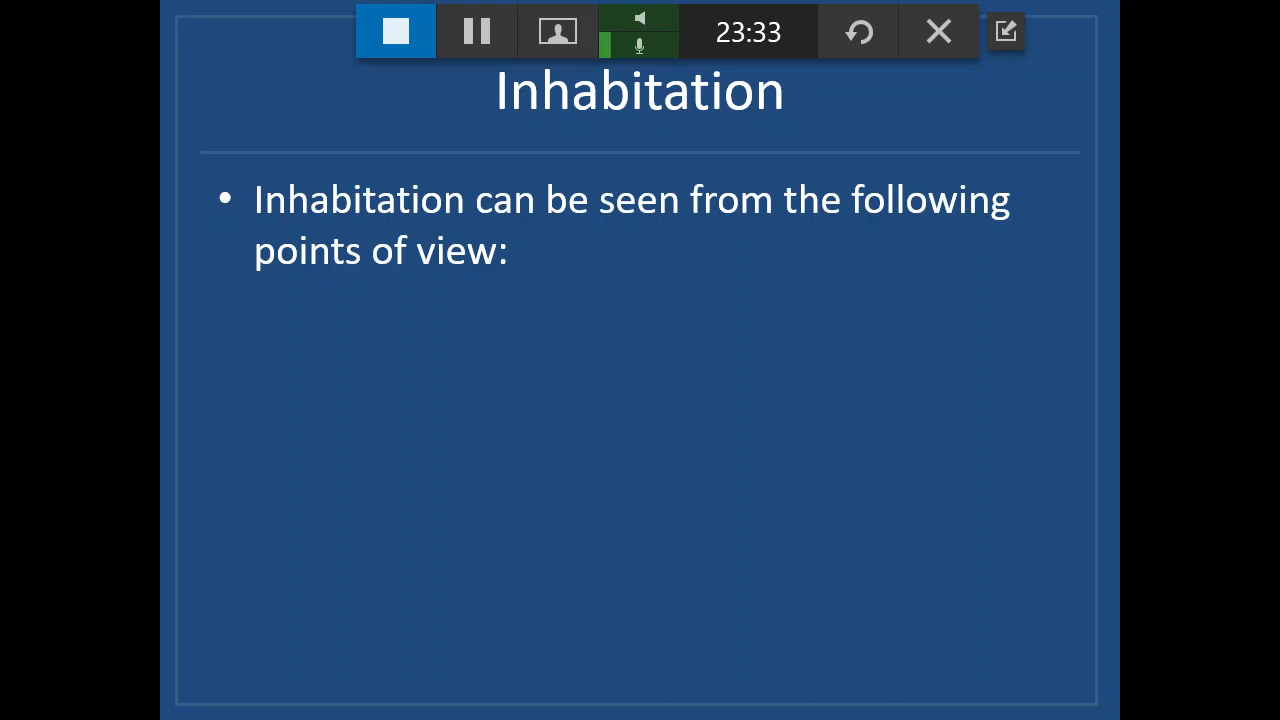 23:33
Inhabitation
• Inhabitation can be seen from the following
points of view: